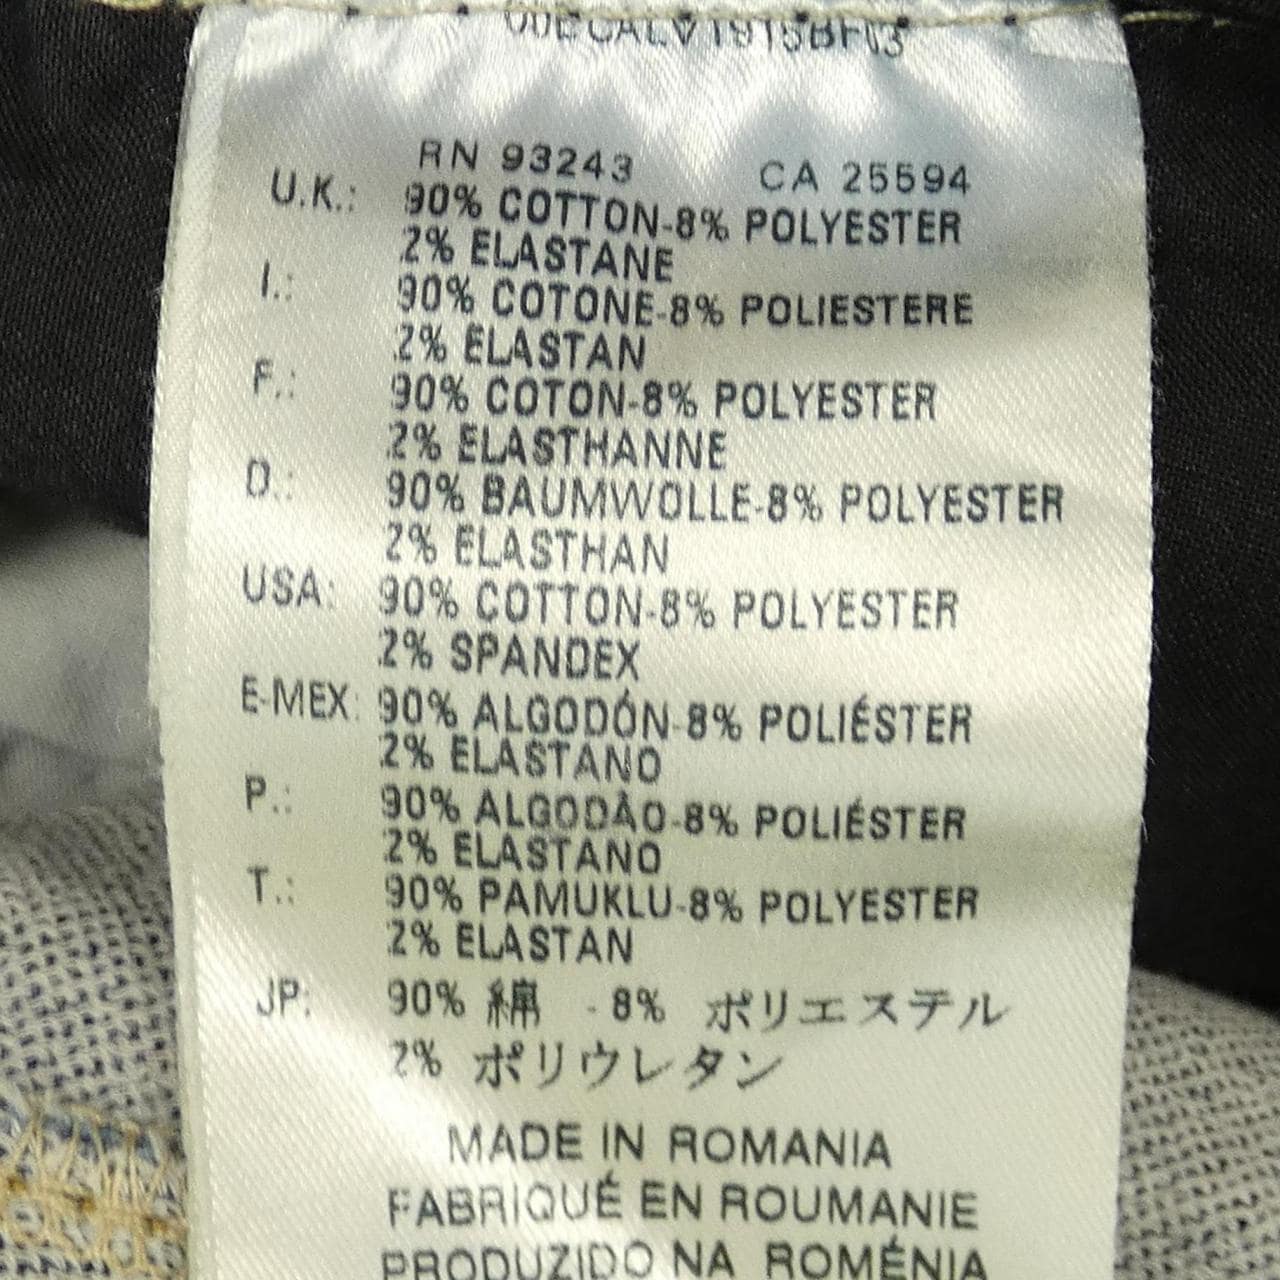 RN 93243 CA 25594
U.K.: 90% COTTON-8% POLYESTER
2% ELASTANE
I.: 90% COTONE-8% POLIESTERE
2% ELASTAN
F.: 90% COTON-8% POLYESTER
2% ELASTHANNE
D.: 90% BAUMWOLLE-8% POLYESTER
2% ELASTHAN
USA: 90% COTTON-8% POLYESTER
2% SPANDEX
E-MEX: 90% ALGODÓN-8% POLIÉSTER
2% ELASTANO
P.: 90% ALGODÃO-8% POLIÉSTER
2% ELASTANO
T.: 90% PAMUKLU-8% POLYESTER
2% ELASTAN
JP: 90% 綿 - 8% ポリエステル
2% ポリウレタン
MADE IN ROMANIA
FABRIQUÉ EN ROUMANIE
PRODUZIDO NA ROMÉNIA